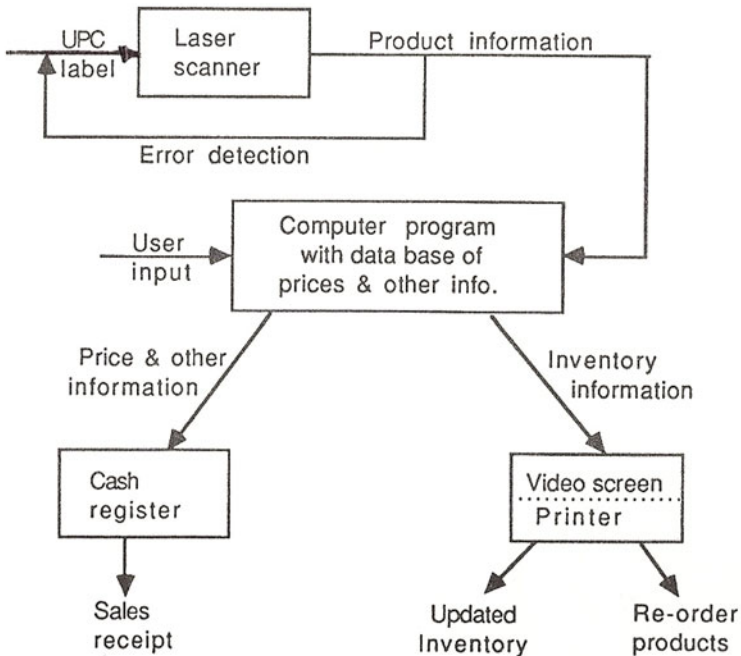 UPC
label
Laser
scanner
Product information
Error detection
User
input
Computer program
with data base of
prices & other info.
Price & other
information
Inventory
information
Cash
register
Video screen
Printer
Sales
receipt
Updated
Inventory
Re-order
products